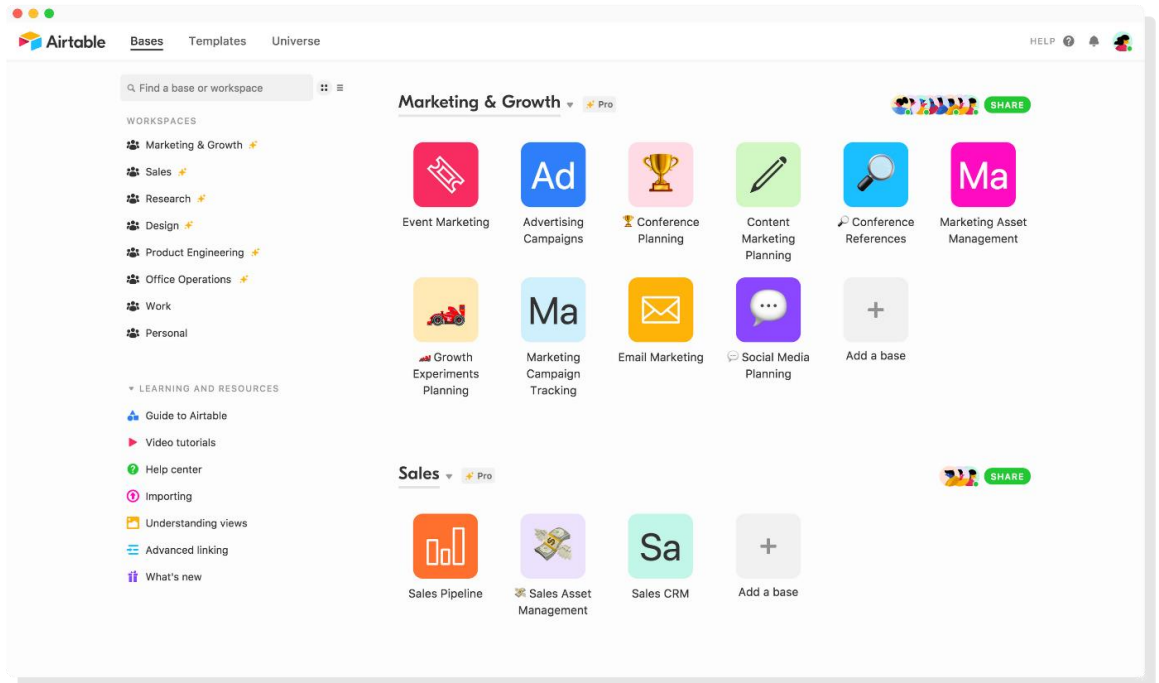 Airtable
Bases
Templates
Universe
HELP
Find a base or workspace
WORKSPACES
Marketing & Growth
Sales
Research
Design
Product Engineering
Office Operations
Work
Personal
LEARNING AND RESOURCES
Guide to Airtable
Video tutorials
Help center
Importing
Understanding views
Advanced linking
What's new
Marketing & Growth
Pro
SHARE
Event Marketing
Ad
Advertising
Campaigns
🏆 Conference
Planning
Content
Marketing
Planning
🔎 Conference
References
Ma
Marketing Asset
Management
🏎️ Growth
Experiments
Planning
Ma
Marketing
Campaign
Tracking
Email Marketing
💬 Social Media
Planning
+
Add a base
Sales
Pro
SHARE
Sales Pipeline
💸 Sales Asset
Management
Sa
Sales CRM
+
Add a base